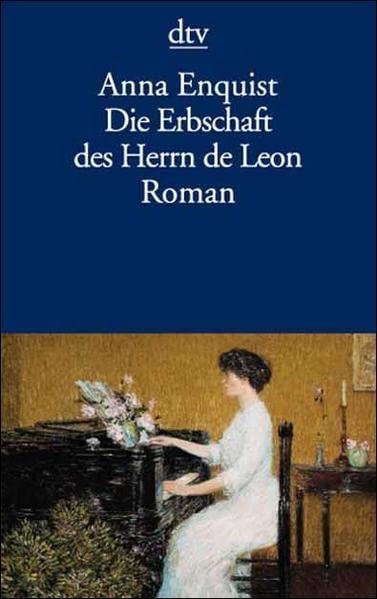 dtv
Anna Enquist
Die Erbschaft
des Herrn de Leon
Roman